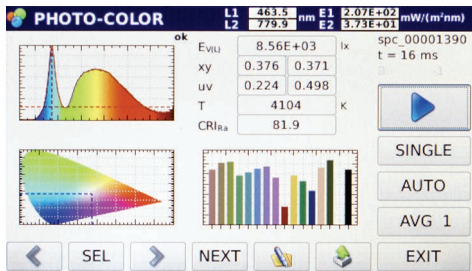 PHOTO-COLOR L1 463.5 nm E1 2.07E+02 mW/(m²nm)
L2 779.9 E2 3.73E+01
ok
EV(L) 8.56E+03 lx
spc_00001390
t = 16 ms
xy 0.376 0.371
uv 0.224 0.498
T 4104 K
CRIRa 81.9
SINGLE
AUTO
AVG 1
SEL NEXT EXIT